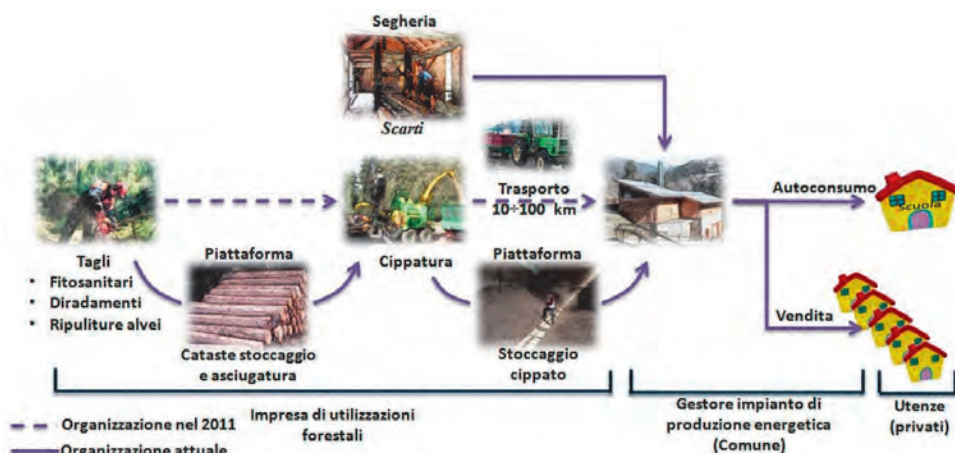 Segheria
Scarti
Trasporto
10÷100 km
Autoconsumo
Scuola
Tagli
• Fitosanitari
• Diradamenti
• Ripuliture alvei
Piattaforma
Cippatura
Piattaforma
Vendita
Cataste stoccaggio
e asciugatura
Stoccaggio
cippato
Impresa di utilizzazioni
forestali
Gestore impianto di
produzione energetica
(Comune)
Utenze
(privati)
Organizzazione nel 2011
Organizzazione attuale